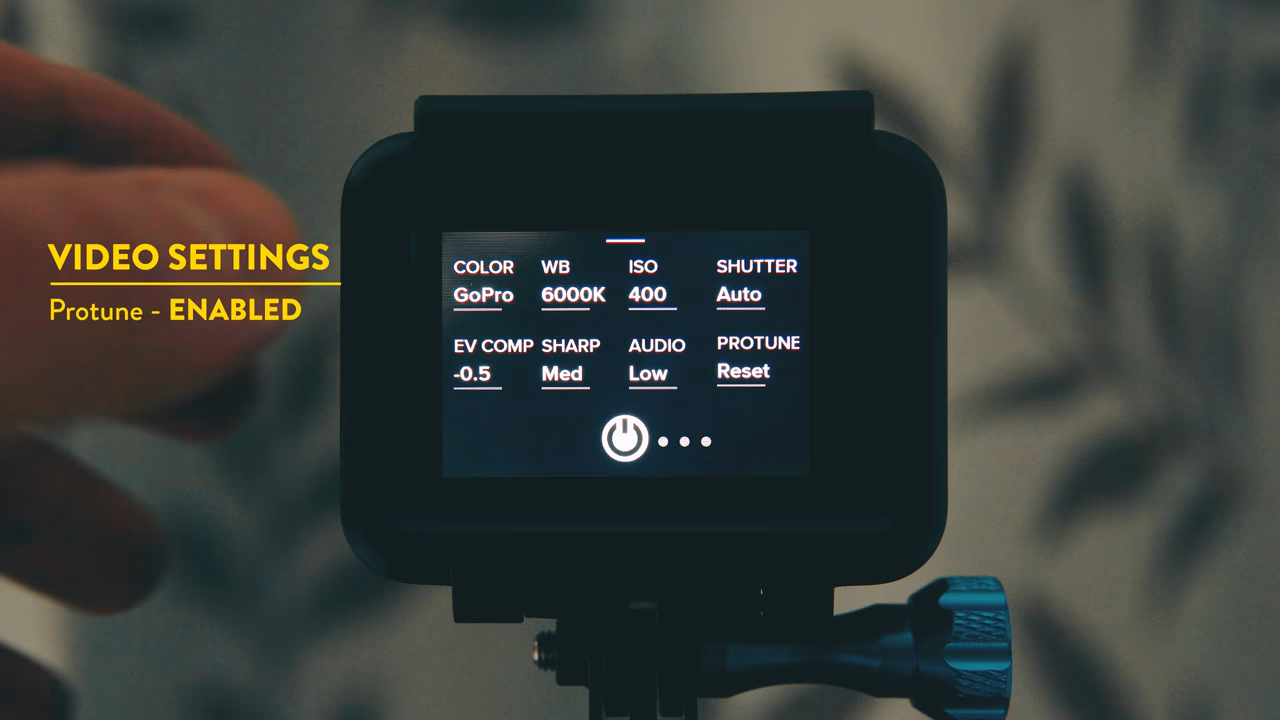 VIDEO SETTINGS
Protune - ENABLED
COLOR WB ISO SHUTTER
GoPro 6000K 400 Auto
EV COMP SHARP AUDIO PROTUNE
-0.5 Med Low Reset